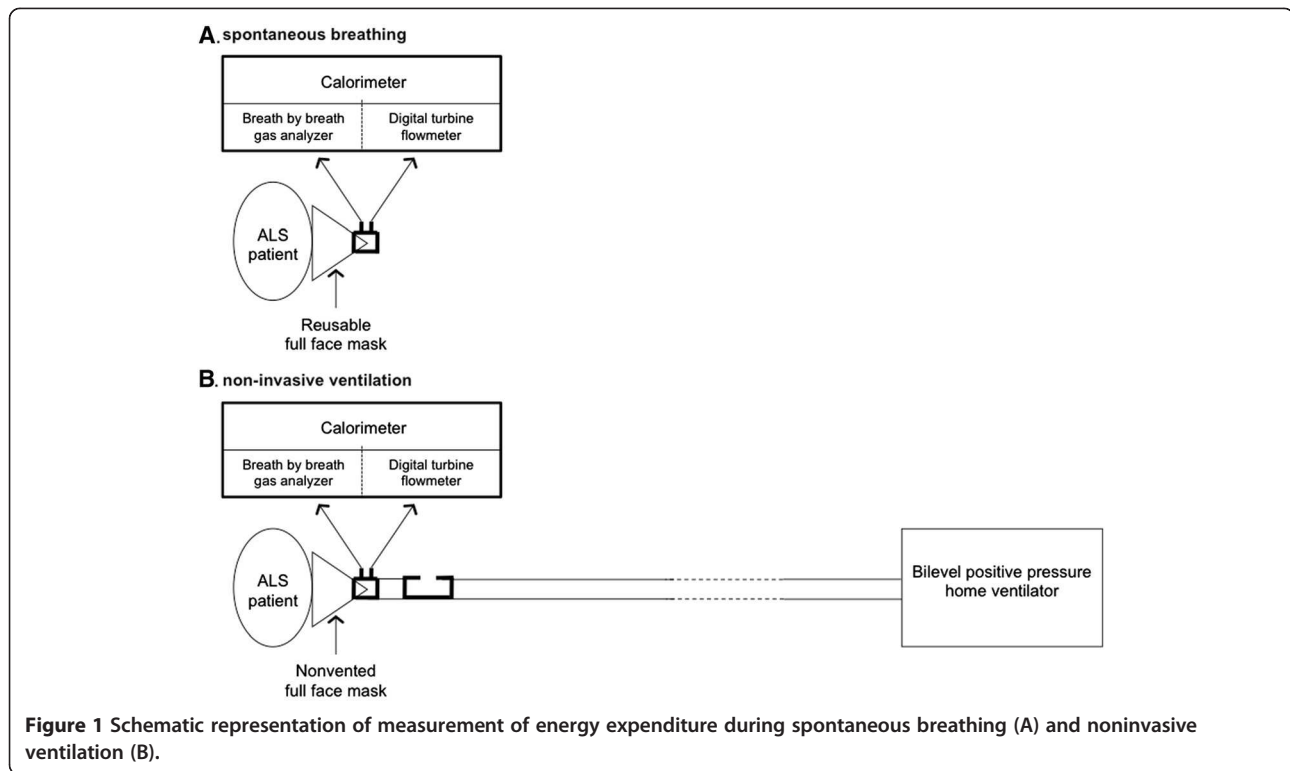 A. spontaneous breathing
Calorimeter
Breath by breath
gas analyzer
Digital turbine
flowmeter
ALS
patient
Reusable
full face mask
B. non-invasive ventilation
Calorimeter
Breath by breath
gas analyzer
Digital turbine
flowmeter
ALS
patient
Bilevel positive pressure
home ventilator
Nonvented
full face mask
Figure 1 Schematic representation of measurement of energy expenditure during spontaneous breathing (A) and noninvasive
ventilation (B).